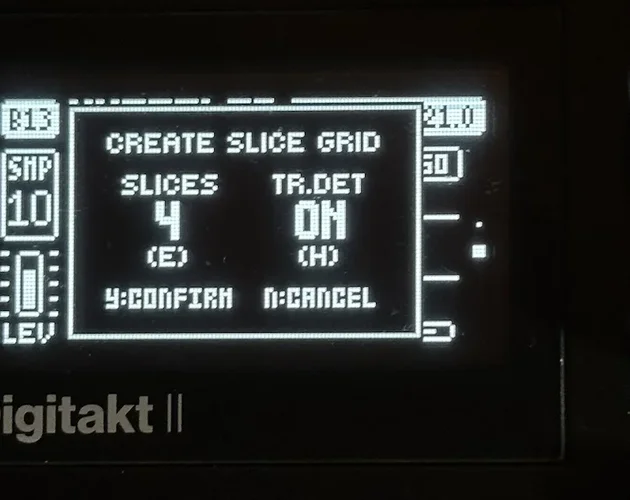 B13
21.0
CREATE SLICE GRID
SMP
10
SLICES TR.DET
4 ON
(E) (H)
Y:CONFIRM N:CANCEL
LEV
igitakt II